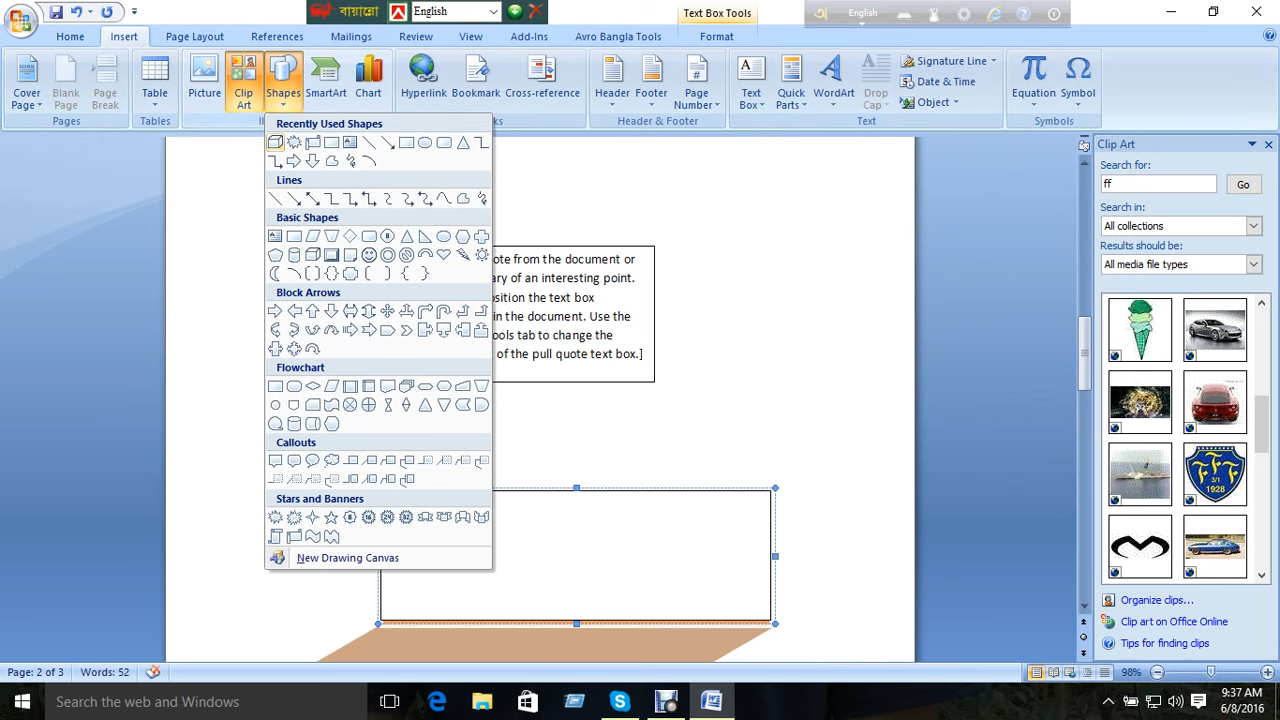 বায়ান্নো English
Text Box Tools
English
Home Insert Page Layout References Mailings Review View Add-Ins Avro Bangla Tools Format
Cover Page Blank Page Page Break
Pages
Table
Tables
Picture Clip Art Shapes SmartArt Chart
Hyperlink Bookmark Cross-reference
Header Footer Page Number
Header & Footer
Text Box Quick Parts WordArt Drop Cap
Signature Line
Date & Time
Object
Text
Equation Symbol
Symbols
Recently Used Shapes
Lines
Basic Shapes
Block Arrows
Flowchart
Callouts
Stars and Banners
New Drawing Canvas
ote from the document or
ary of an interesting point.
osition the text box
in the document. Use the
ools tab to change the
of the pull quote text box.]
Clip Art
Search for:
ff
Go
Search in:
All collections
Results should be:
All media file types
3/1
1928
Organize clips...
Clip art on Office Online
Tips for finding clips
Page: 2 of 3 Words: 52
98%
Search the web and Windows
9:37 AM
6/8/2016